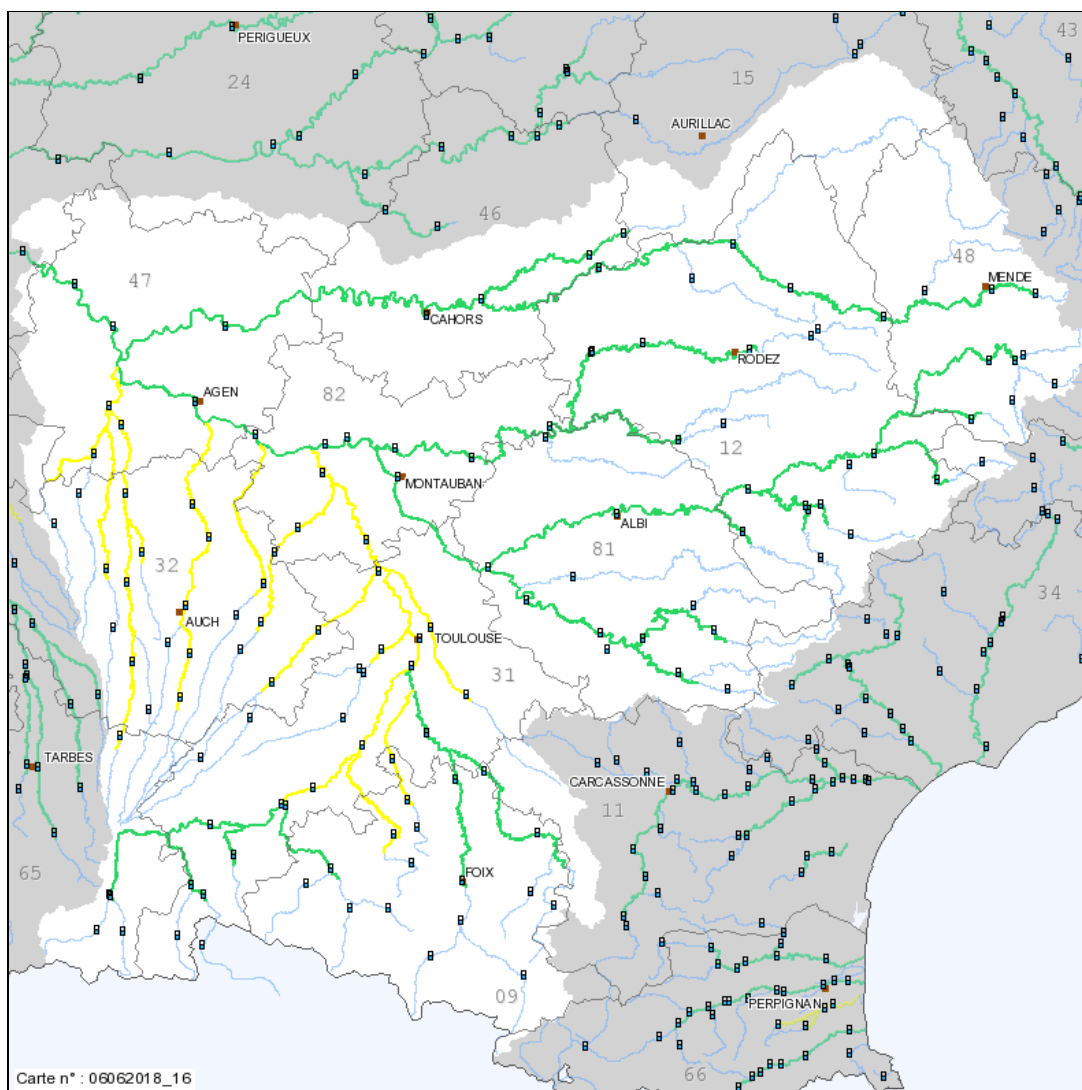 PERIGUEUX
43
24
15
AURILLAC
46
48
47
MENDE
CAHORS
RODEZ
AGEN
82
12
MONTAUBAN
ALBI
81
32
34
AUCH
TOULOUSE
31
TARBES
CARCASSONNE
11
65
FOIX
09
PERPIGNAN
66
Carte n° : 06062018_16